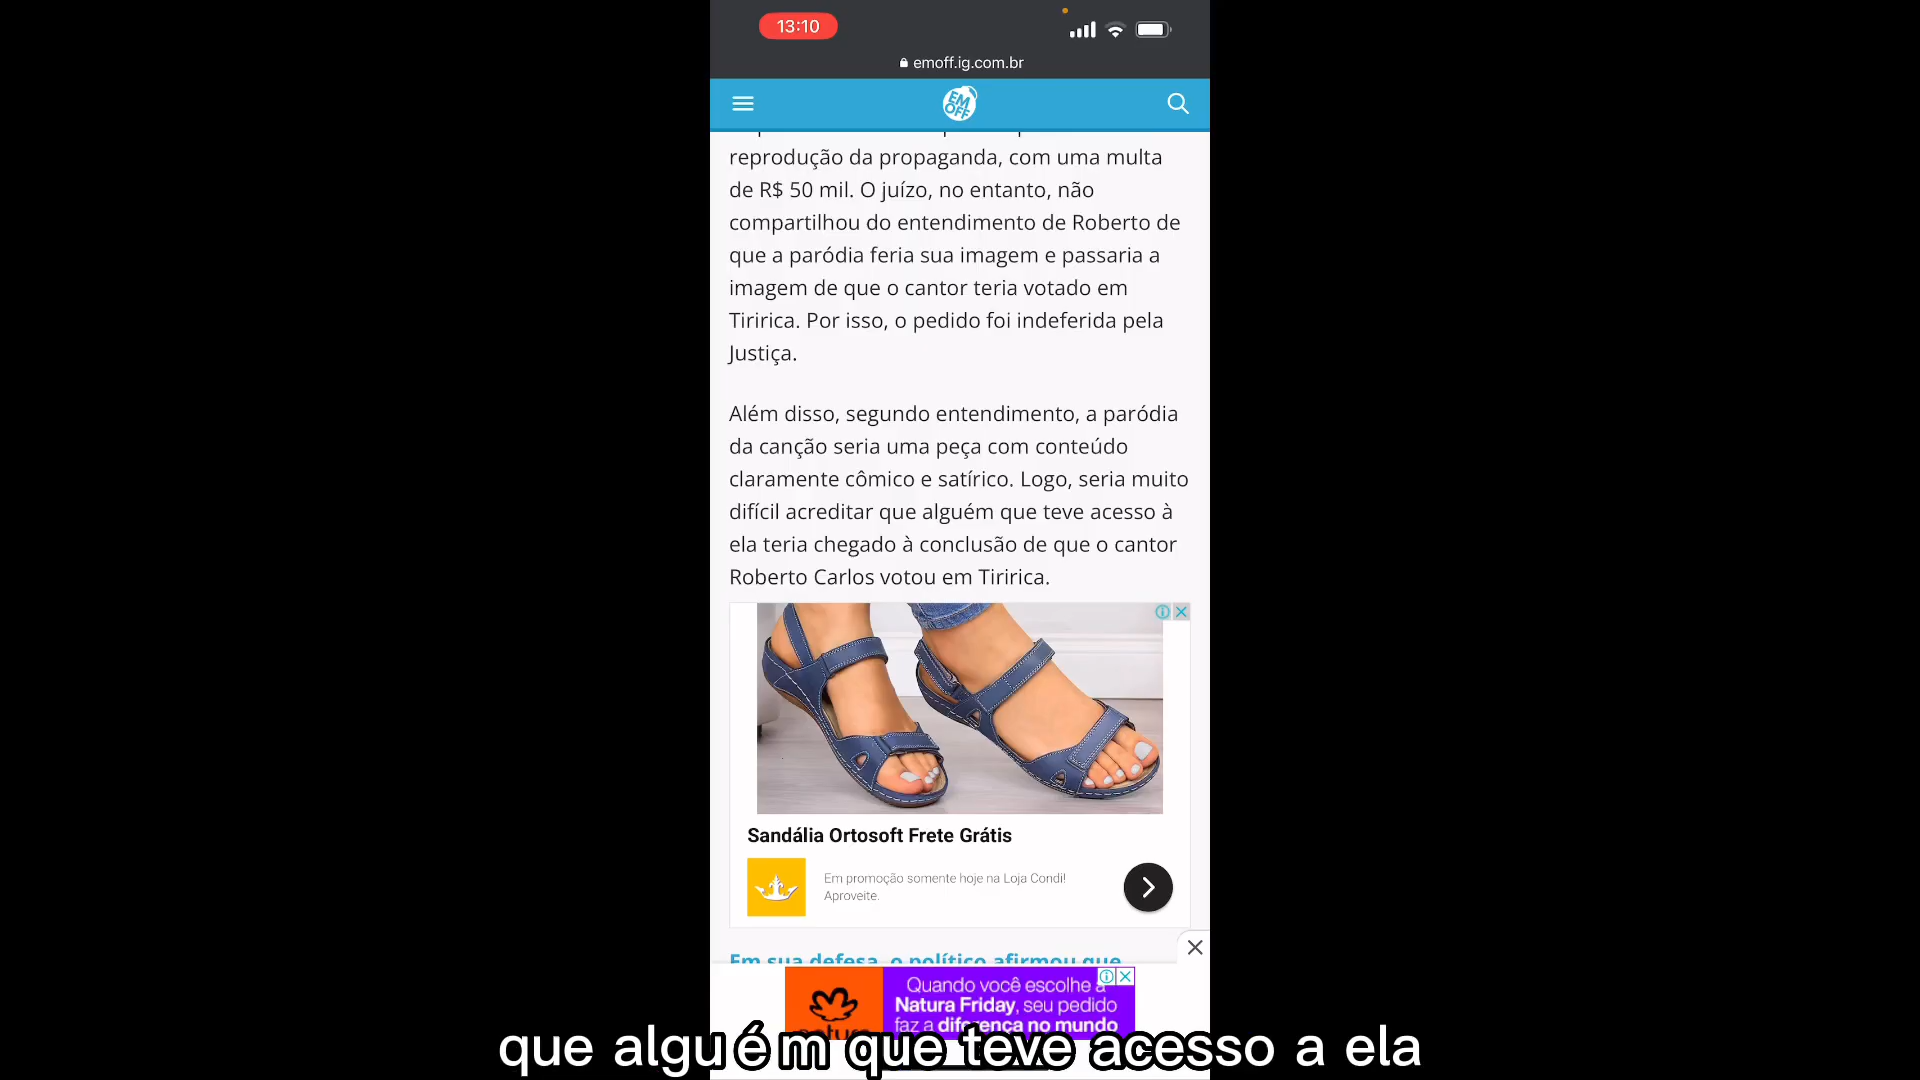 13:10
emoff.ig.com.br
EM
OFF
reprodução da propaganda, com uma multa
de R$ 50 mil. O juízo, no entanto, não
compartilhou do entendimento de Roberto de
que a paródia feria sua imagem e passaria a
imagem de que o cantor teria votado em
Tiririca. Por isso, o pedido foi indeferida pela
Justiça.
Além disso, segundo entendimento, a paródia
da canção seria uma peça com conteúdo
claramente cômico e satírico. Logo, seria muito
difícil acreditar que alguém que teve acesso à
ela teria chegado à conclusão de que o cantor
Roberto Carlos votou em Tiririca.
Sandália Ortosoft Frete Grátis
Em promoção somente hoje na Loja Condi!
Aproveite.
Em sua defesa, o político afirmou que
Quando você escolhe a
Natura Friday, seu pedido
faz a diferença no mundo
natura
que alguém que teve acesso a ela